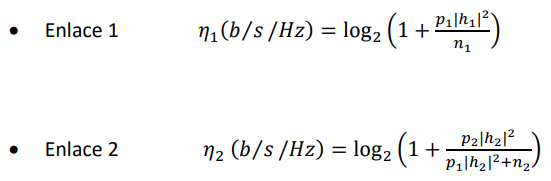 • Enlace 1 η₁(b/s/Hz) = log₂ (1 + p₁|h₁|²/n₁)
• Enlace 2 η₂ (b/s/Hz) = log₂ (1 + p₂|h₂|²/p₁|h₂|²+n₂)